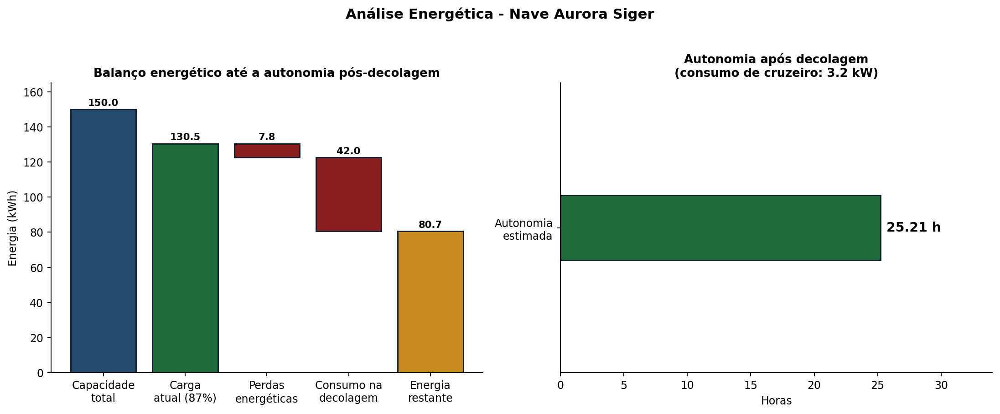 Análise Energética - Nave Aurora Siger
Balanço energético até a autonomia pós-decolagem
Energia (kWh)
160
140
120
100
80
60
40
20
0
150.0
130.5
7.8
42.0
80.7
Capacidade
total
Carga
atual (87%)
Perdas
energéticas
Consumo na
decolagem
Energia
restante
Autonomia após decolagem
(consumo de cruzeiro: 3.2 kW)
Autonomia
estimada
25.21 h
0 5 10 15 20 25 30
Horas